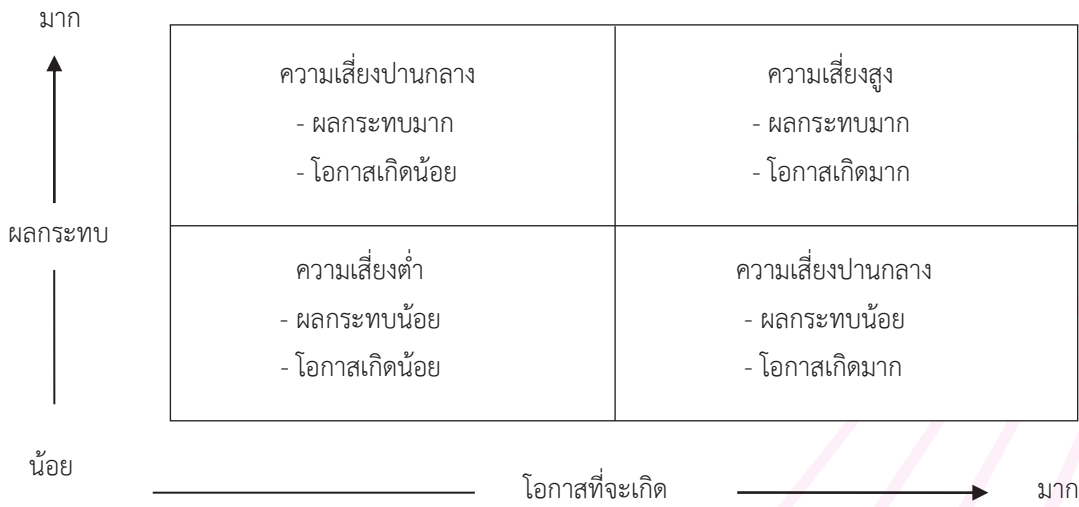 มาก
ความเสี่ยงปานกลาง
- ผลกระทบมาก
- โอกาสเกิดน้อย
ความเสี่ยงสูง
- ผลกระทบมาก
- โอกาสเกิดมาก
ผลกระทบ
ความเสี่ยงต่ำ
- ผลกระทบน้อย
- โอกาสเกิดน้อย
ความเสี่ยงปานกลาง
- ผลกระทบน้อย
- โอกาสเกิดมาก
น้อย
โอกาสที่จะเกิด
มาก